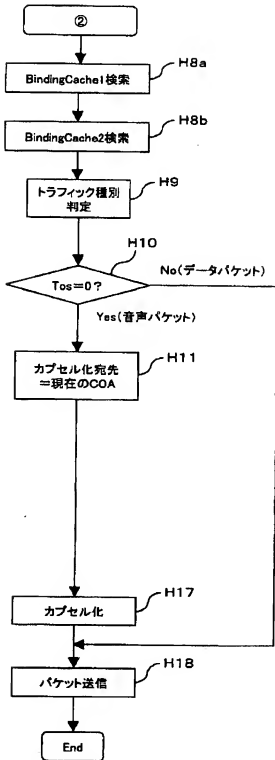 ②
BindingCache1検索
H8a
BindingCache2検索
H8b
トラフィック種別
判定
H9
H10
Tos=0?
No(データパケット)
Yes(音声パケット)
カプセル化宛先
=現在のCOA
H11
カプセル化
H17
パケット送信
H18
End